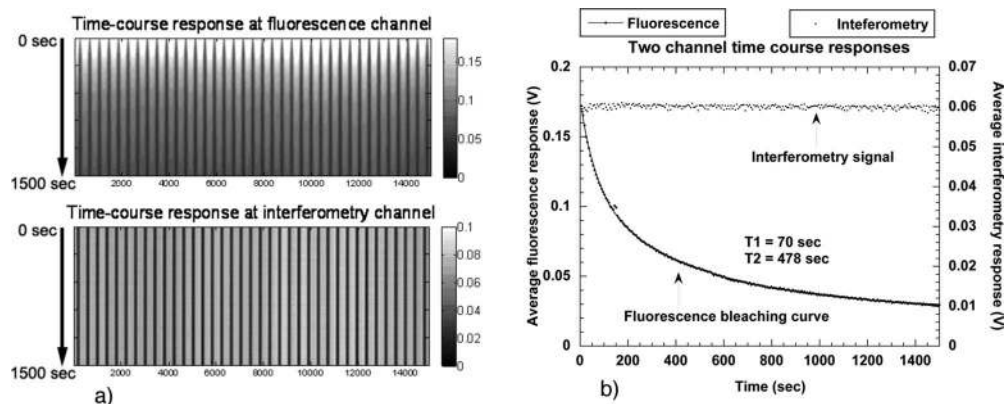 Time-course response at fluorescence channel
0 sec
1500 sec
2000 4000 6000 8000 10000 12000 14000
0.15
0.1
0.05
0
Time-course response at interferometry channel
0 sec
1500 sec
2000 4000 6000 8000 10000 12000 14000
0.1
0.08
0.06
0.04
0.02
0
a)
Fluorescence
Inteferometry
Two channel time course responses
Average fluorescence response (V)
0.2
0.15
0.1
0.05
0
0.07
0.06
0.05
0.04
0.03
0.02
0.01
0
Average interferometry response (V)
Interferometry signal
T1 = 70 sec
T2 = 478 sec
Fluorescence bleaching curve
0 200 400 600 800 1000 1200 1400
Time (sec)
b)